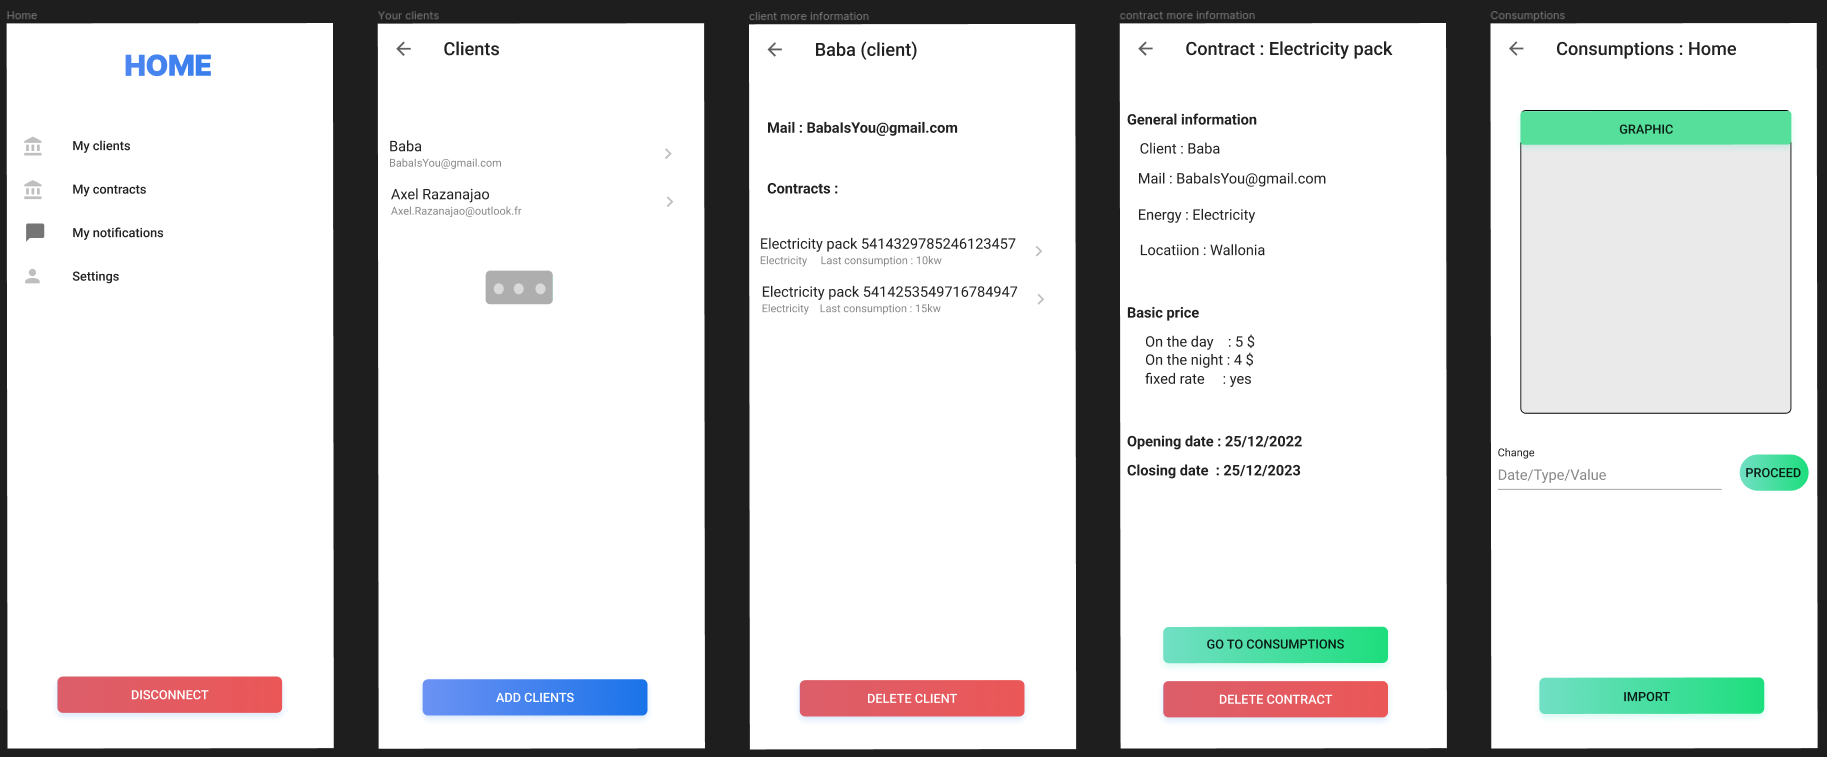 Home
HOME
My clients
My contracts
My notifications
Settings
DISCONNECT
Your clients
Clients
Baba
BabaIsYou@gmail.com
Axel Razanajao
Axel.Razanajao@outlook.fr
ADD CLIENTS
client more information
Baba (client)
Mail : BabaIsYou@gmail.com
Contracts :
Electricity pack 5414329785246123457
Electricity Last consumption : 10kw
Electricity pack 5414253549716784947
Electricity Last consumption : 15kw
DELETE CLIENT
contract more information
Contract : Electricity pack
General information
Client : Baba
Mail : BabaIsYou@gmail.com
Energy : Electricity
Locatiion : Wallonia
Basic price
On the day : 5 $
On the night : 4 $
fixed rate : yes
Opening date : 25/12/2022
Closing date : 25/12/2023
GO TO CONSUMPTIONS
DELETE CONTRACT
Consumptions
Consumptions : Home
GRAPHIC
Change
Date/Type/Value
PROCEED
IMPORT